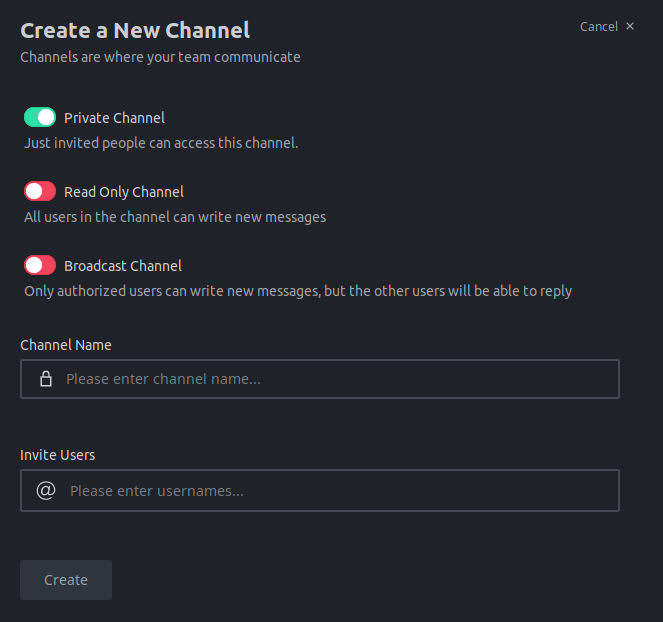 Create a New Channel
Cancel ✕
Channels are where your team communicate
Private Channel
Just invited people can access this channel.
Read Only Channel
All users in the channel can write new messages
Broadcast Channel
Only authorized users can write new messages, but the other users will be able to reply
Channel Name
Please enter channel name...
Invite Users
@ Please enter usernames...
Create